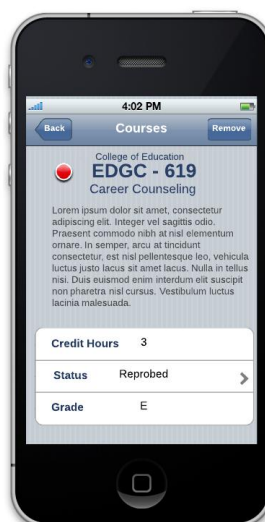 4:02 PM
Back
Courses
Remove
College of Education
EDGC - 619
Career Counseling
Lorem ipsum dolor sit amet, consectetur
adipiscing elit. Integer vel sagittis odio.
Praesent commodo nibh at nisl elementum
ornare. In semper, arcu at tincidunt
consectetur, est nisl pellentesque leo, vehicula
luctus justo lacus sit amet lacus. Nulla in tellus
nisi. Duis euismod enim interdum elit suscipit
non pharetra nisl cursus. Vestibulum luctus
lacinia malesuada.
Credit Hours 3
Status Reprobed
Grade E